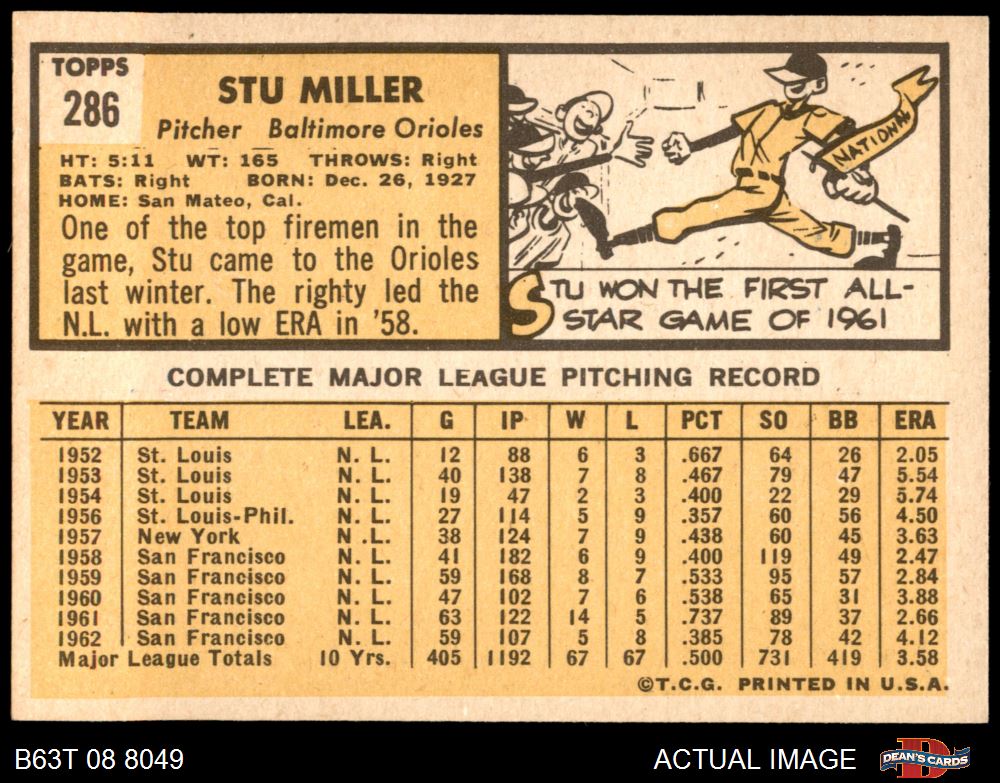 TOPPS
286
STU MILLER
Pitcher Baltimore Orioles
HT: 5:11 WT: 165 THROWS: Right
BATS: Right BORN: Dec. 26, 1927
HOME: San Mateo, Cal.
One of the top firemen in the
game, Stu came to the Orioles
last winter. The righty led the
N.L. with a low ERA in '58.
NATIONAL
STU WON THE FIRST ALL-
STAR GAME OF 1961
COMPLETE MAJOR LEAGUE PITCHING RECORD
YEAR TEAM LEA. G IP W L PCT SO BB ERA
1952 St. Louis N. L. 12 88 6 3 .667 64 26 2.05
1953 St. Louis N. L. 40 138 7 8 .467 79 47 5.54
1954 St. Louis N. L. 19 47 2 3 .400 22 29 5.74
1956 St. Louis-Phil. N. L. 27 114 5 9 .357 60 56 4.50
1957 New York N .L. 38 124 7 9 .438 60 45 3.63
1958 San Francisco N. L. 41 182 6 9 .400 119 49 2.47
1959 San Francisco N. L. 59 168 8 7 .533 95 57 2.84
1960 San Francisco N. L. 47 102 7 6 .538 65 31 3.88
1961 San Francisco N. L. 63 122 14 5 .737 89 37 2.66
1962 San Francisco N. L. 59 107 5 8 .385 78 42 4.12
Major League Totals 10 Yrs. 405 1192 67 67 .500 731 419 3.58
©T.C.G. PRINTED IN U.S.A.
B63T 08 8049
ACTUAL IMAGE
DEAN'S CARDS